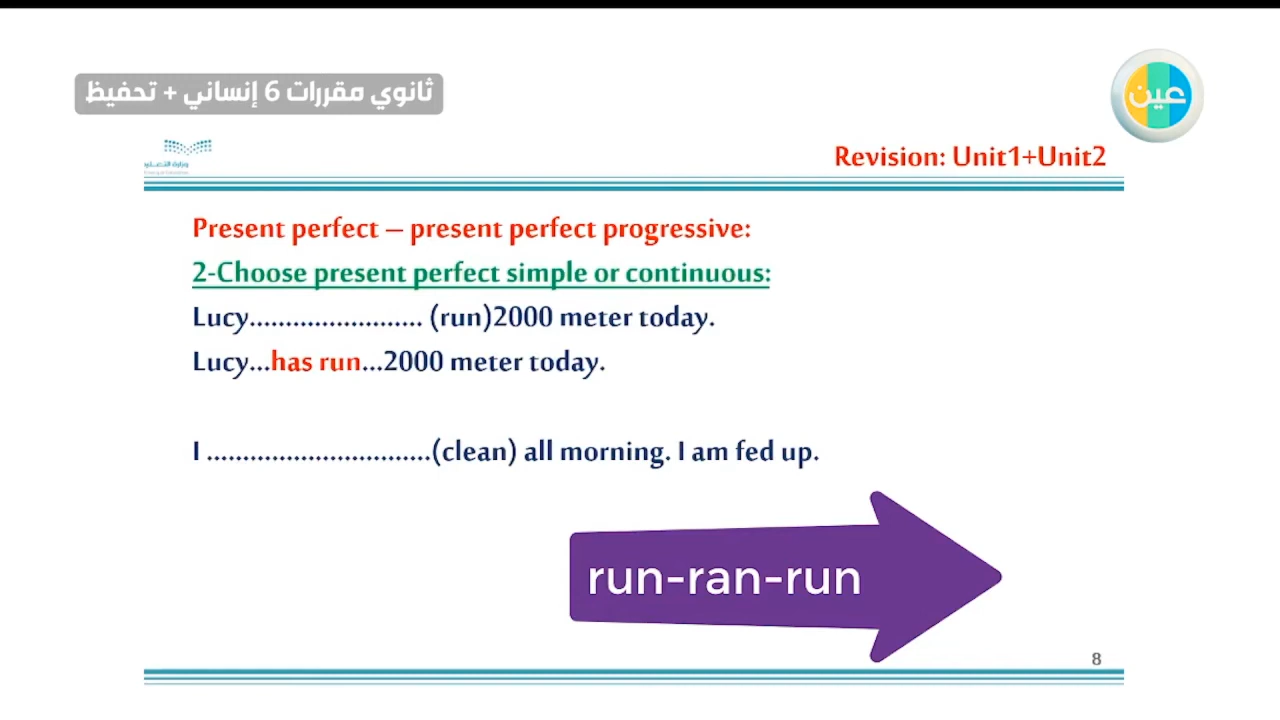 ثانوي مقررات 6 إنساني + تحفيظ
عين
وزارة التعليم
Revision: Unit1+Unit2
Present perfect – present perfect progressive:
2-Choose present perfect simple or continuous:
Lucy........................ (run)2000 meter today.
Lucy...has run...2000 meter today.
I ...............................(clean) all morning. I am fed up.
run-ran-run
8